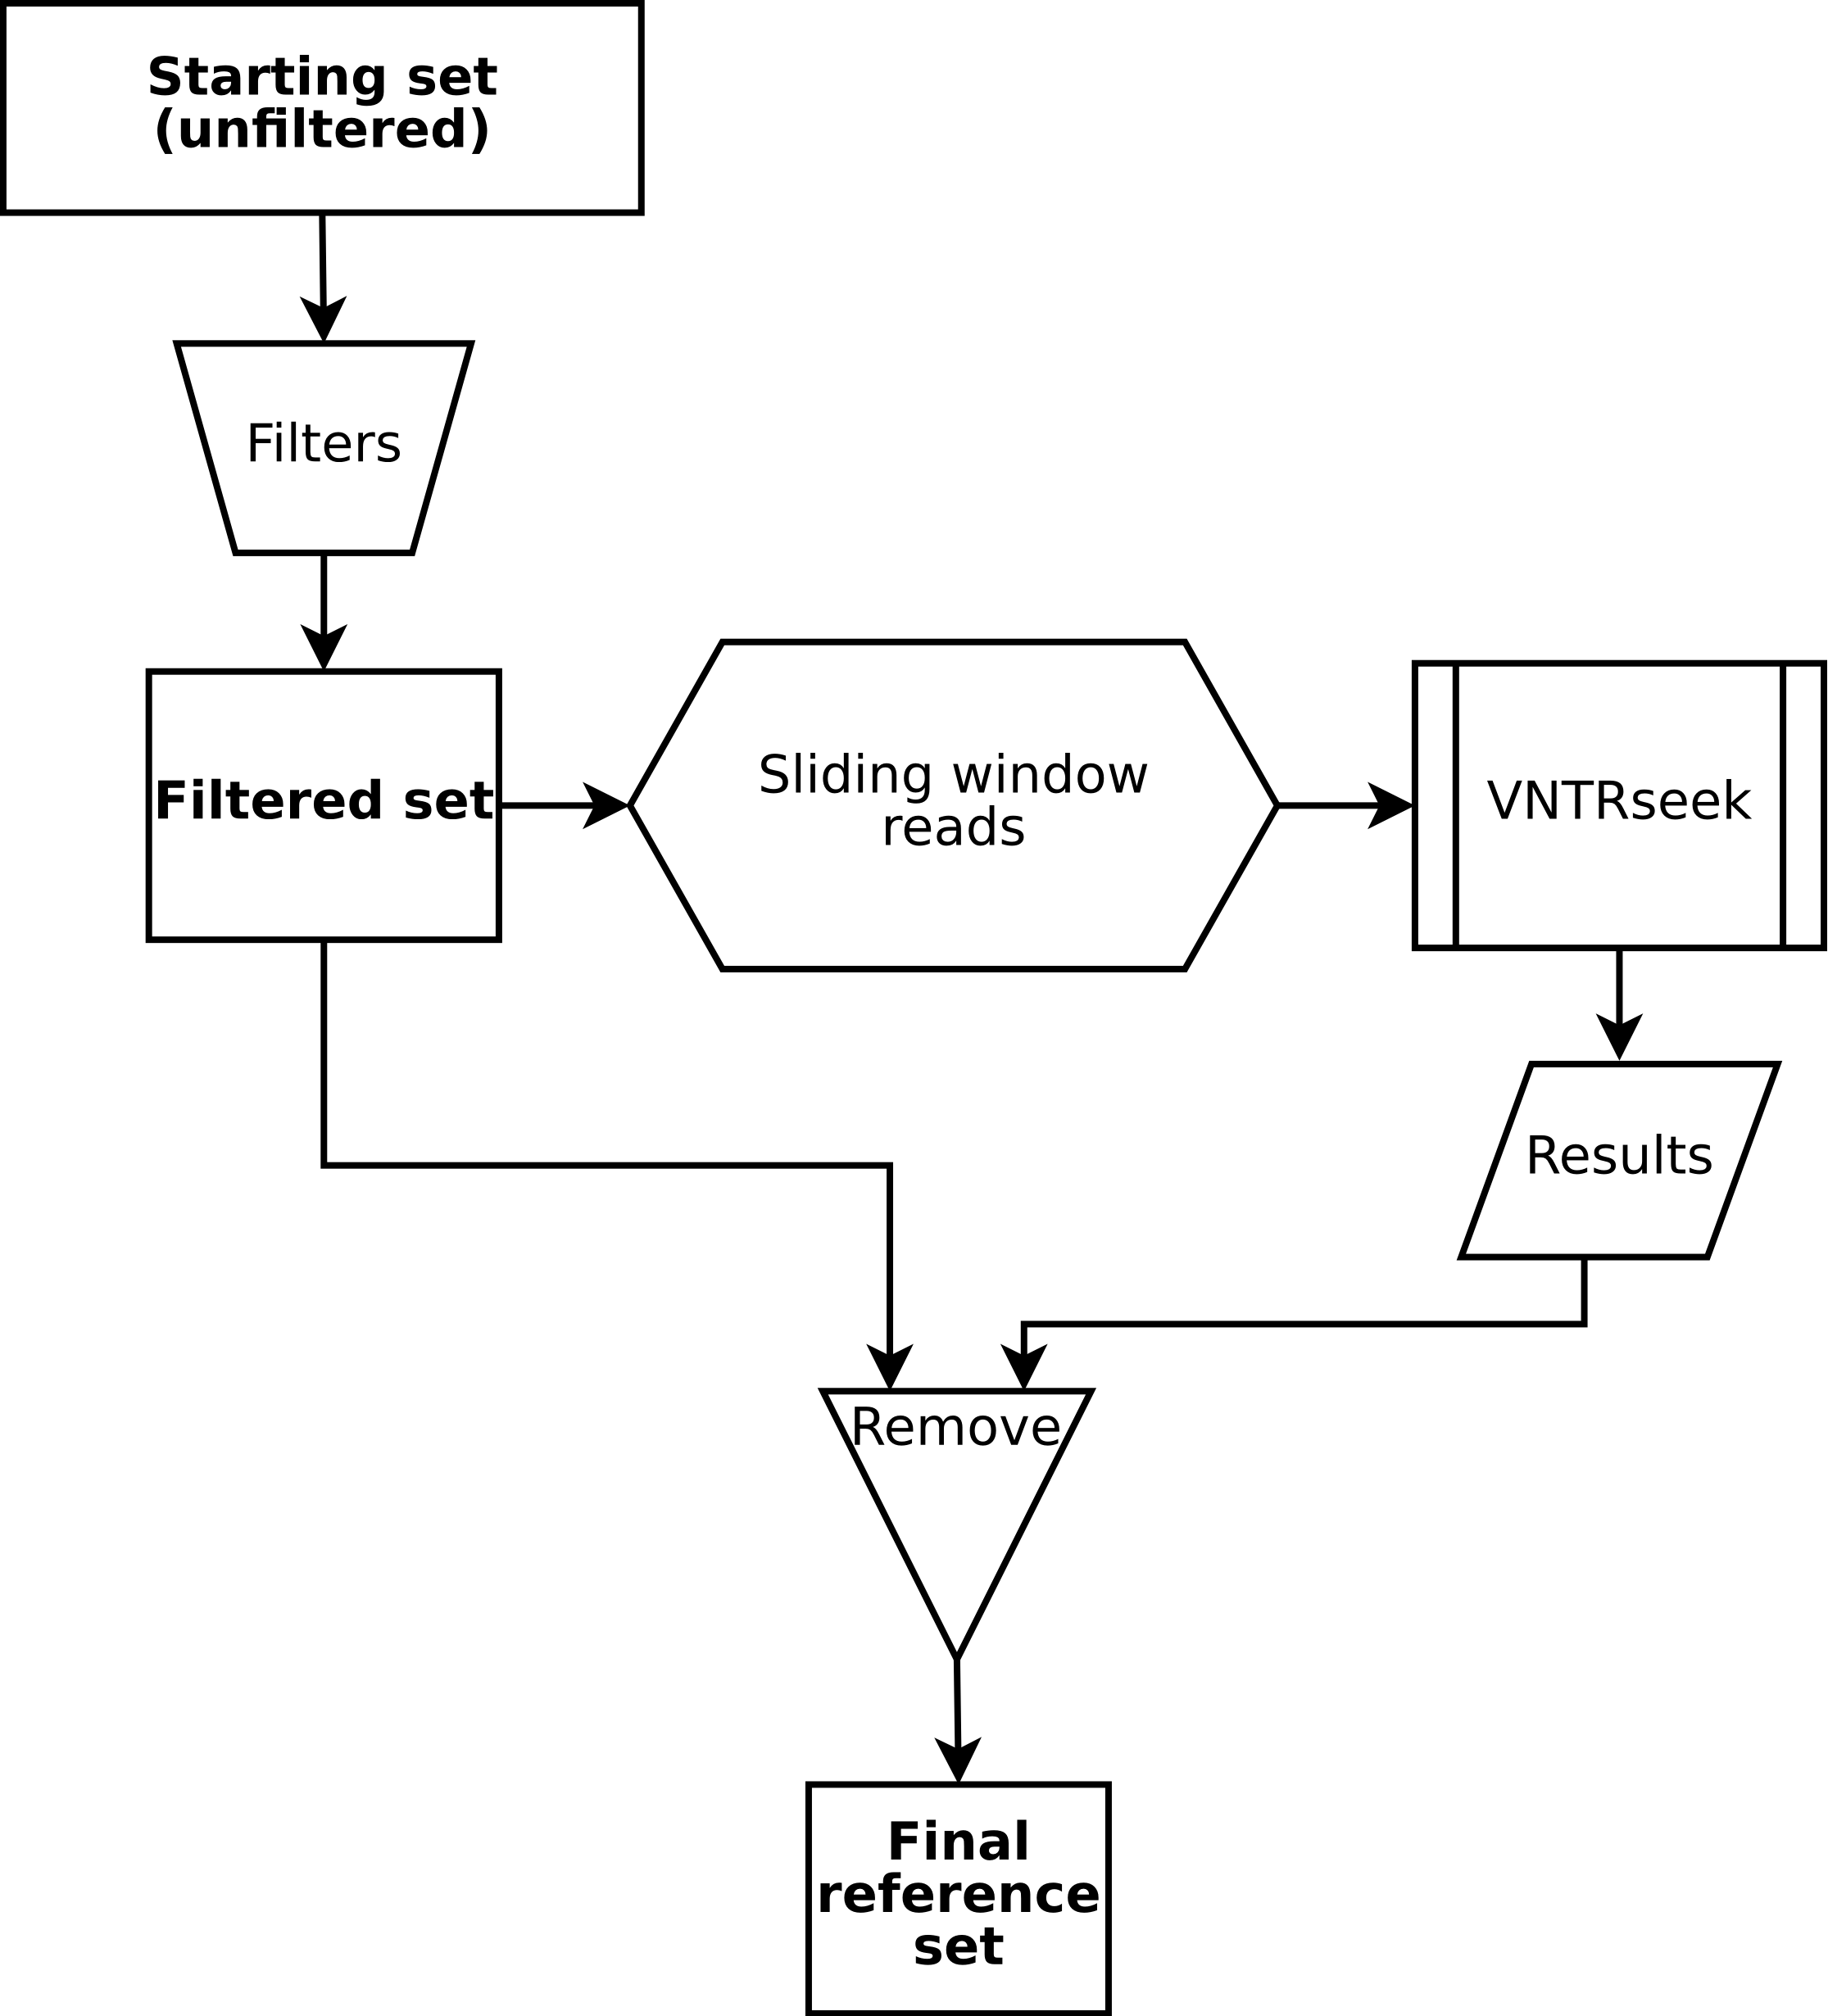 Starting set
(unfiltered)
Filters
Filtered set
Sliding window
reads
VNTRseek
Results
Remove
Final
reference
set